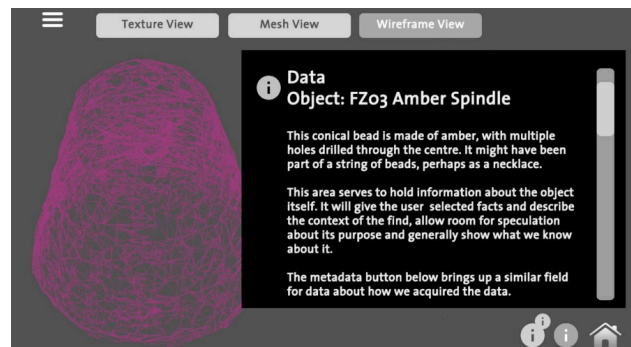 Texture View
Mesh View
Wireframe View
Data
Object: FZ03 Amber Spindle
This conical bead is made of amber, with multiple
holes drilled through the centre. It might have been
part of a string of beads, perhaps as a necklace.
This area serves to hold information about the object
itself. It will give the user selected facts and describe
the context of the find, allow room for speculation
about its purpose and generally show what we know
about it.
The metadata button below brings up a similar field
for data about how we acquired the data.